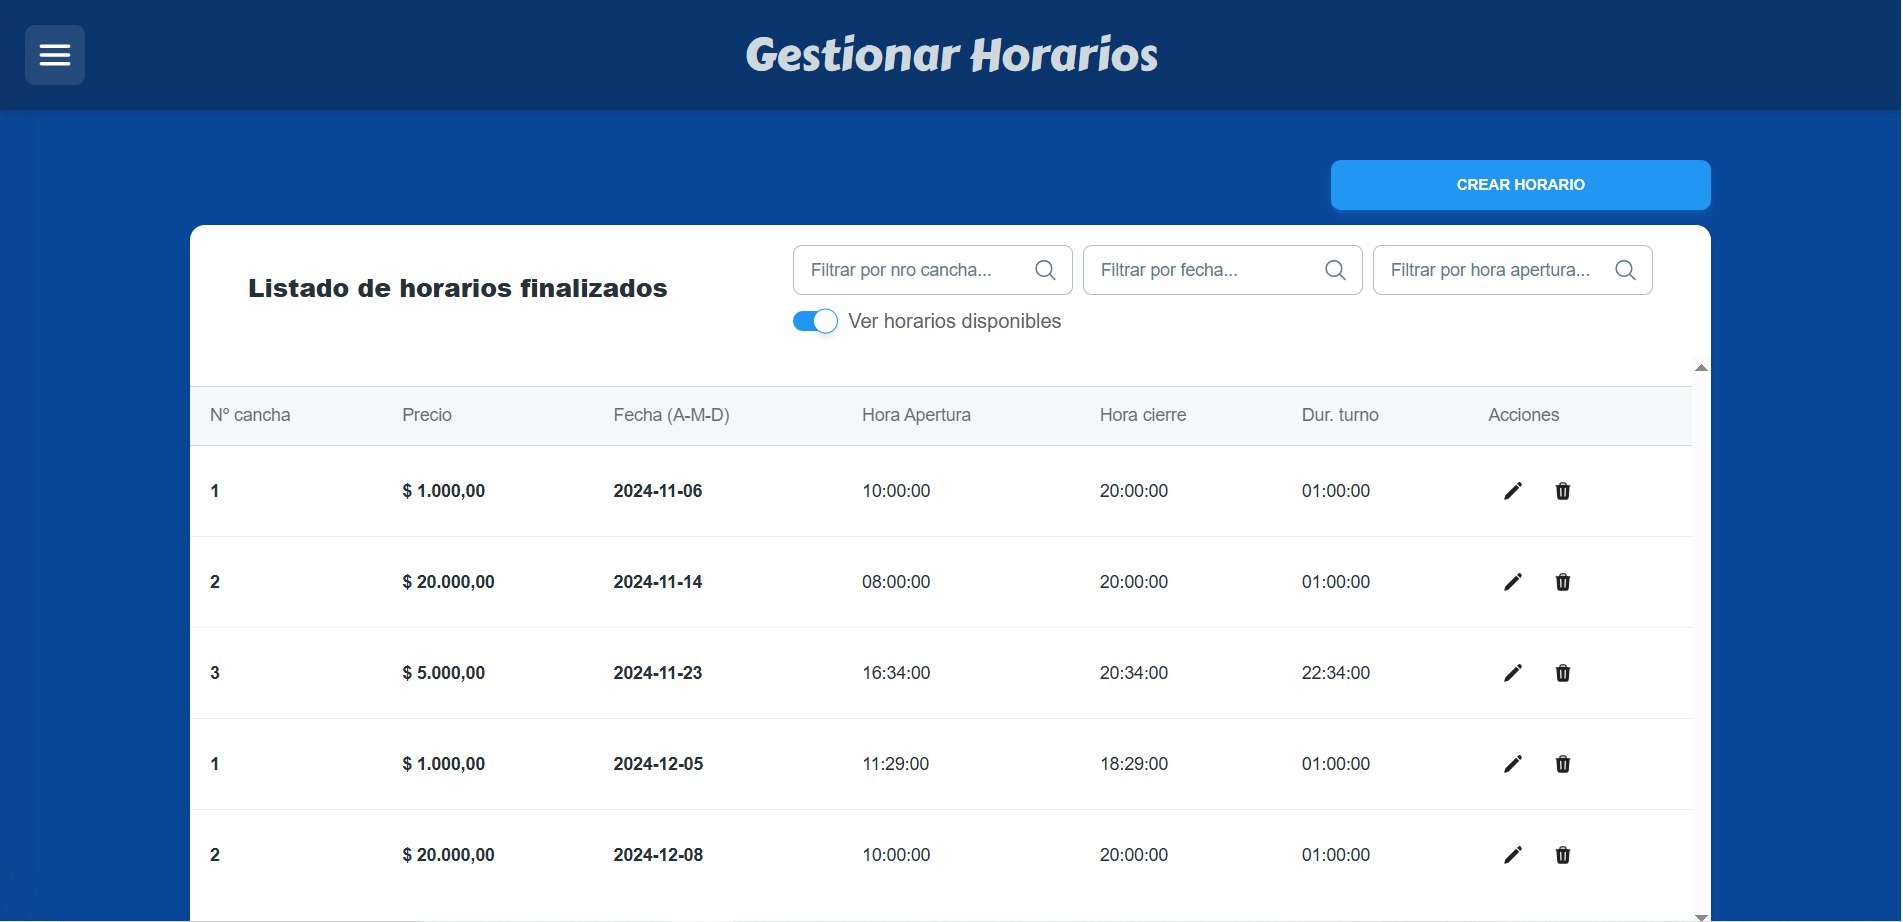 Gestionar Horarios
CREAR HORARIO
Listado de horarios finalizados
Filtrar por nro cancha... Filtrar por fecha... Filtrar por hora apertura...
Ver horarios disponibles
Nº cancha Precio Fecha (A-M-D) Hora Apertura Hora cierre Dur. turno Acciones
1 $ 1.000,00 2024-11-06 10:00:00 20:00:00 01:00:00
2 $ 20.000,00 2024-11-14 08:00:00 20:00:00 01:00:00
3 $ 5.000,00 2024-11-23 16:34:00 20:34:00 22:34:00
1 $ 1.000,00 2024-12-05 11:29:00 18:29:00 01:00:00
2 $ 20.000,00 2024-12-08 10:00:00 20:00:00 01:00:00